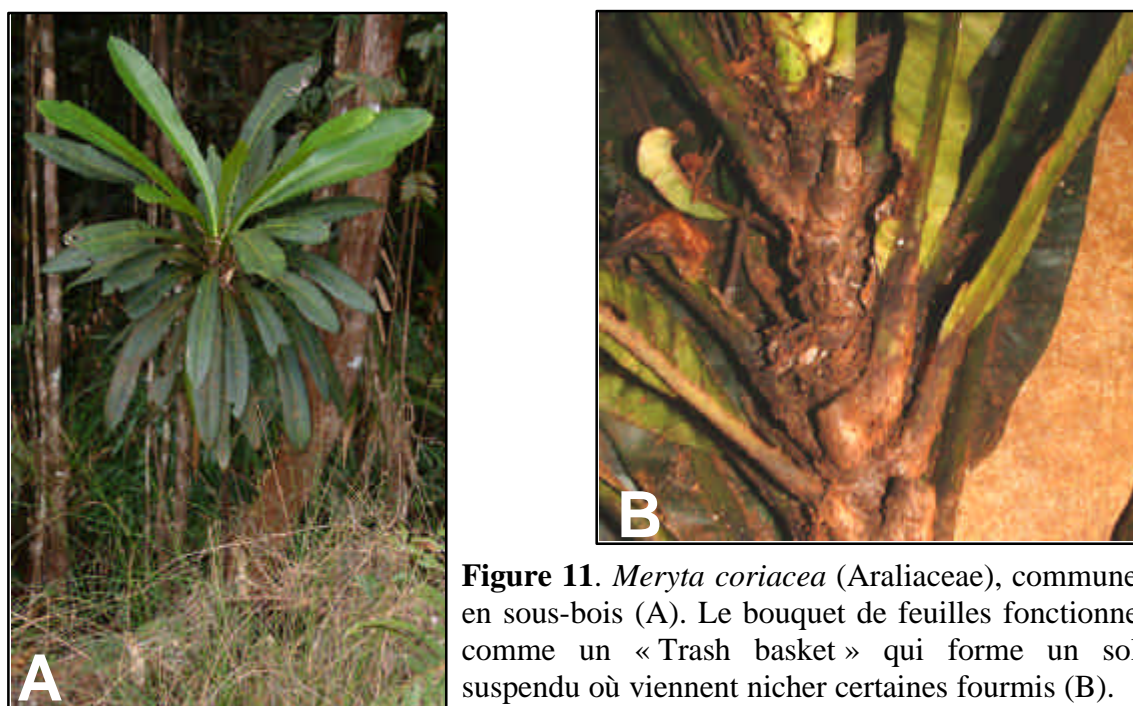 A
B
Figure 11. Meryta coriacea (Araliaceae), commune
en sous-bois (A). Le bouquet de feuilles fonctionne
comme un « Trash basket » qui forme un sol
suspendu où viennent nicher certaines fourmis (B).